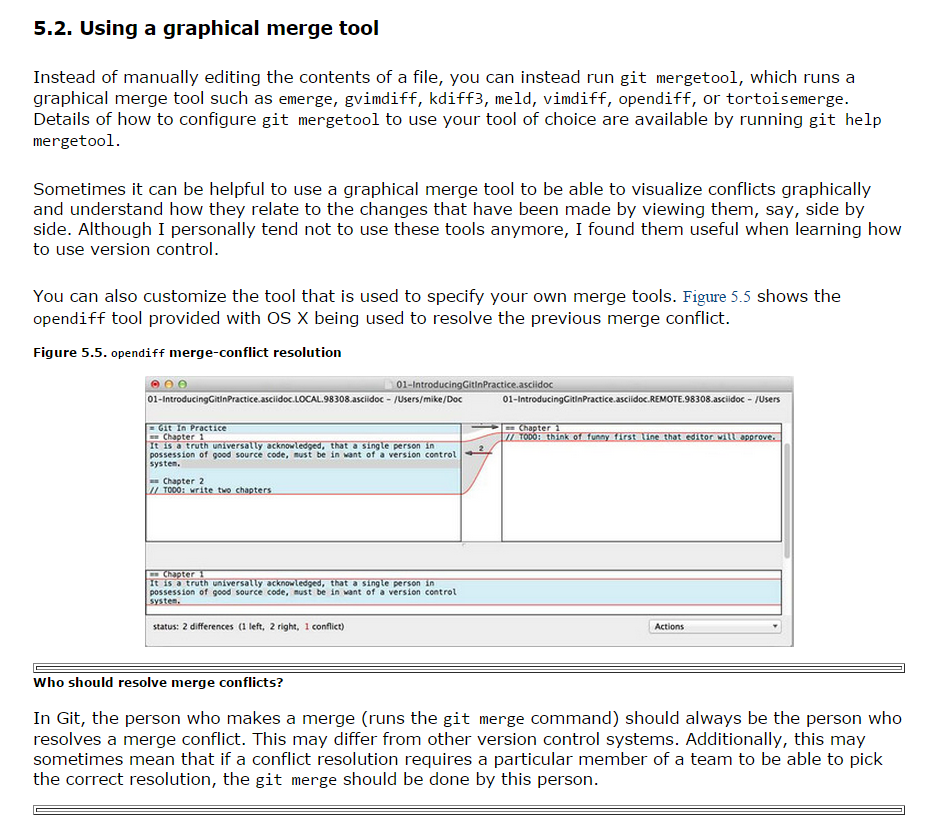 5.2. Using a graphical merge tool
Instead of manually editing the contents of a file, you can instead run git mergetool, which runs a
graphical merge tool such as emerge, gvimdiff, kdiff3, meld, vimdiff, opendiff, or tortoisemerge.
Details of how to configure git mergetool to use your tool of choice are available by running git help
mergetool.
Sometimes it can be helpful to use a graphical merge tool to be able to visualize conflicts graphically
and understand how they relate to the changes that have been made by viewing them, say, side by
side. Although I personally tend not to use these tools anymore, I found them useful when learning how
to use version control.
You can also customize the tool that is used to specify your own merge tools. Figure 5.5 shows the
opendiff tool provided with OS X being used to resolve the previous merge conflict.
Figure 5.5. opendiff merge-conflict resolution
01-IntroducingGitInPractice.asciidoc
01-IntroducingGitInPractice.asciidoc.LOCAL.98308.asciidoc - /Users/mike/Doc
01-IntroducingGitInPractice.asciidoc.REMOTE.98308.asciidoc - /Users
= Git In Practice
== Chapter 1
It is a truth universally acknowledged, that a single person in
possession of good source code, must be in want of a version control
system.
== Chapter 2
// TODO: write two chapters
2
== Chapter 1
// TODO: think of funny first line that editor will approve.
== Chapter 1
It is a truth universally acknowledged, that a single person in
possession of good source code, must be in want of a version control
system.
status: 2 differences (1 left, 2 right, 1 conflict)
Actions
Who should resolve merge conflicts?
In Git, the person who makes a merge (runs the git merge command) should always be the person who
resolves a merge conflict. This may differ from other version control systems. Additionally, this may
sometimes mean that if a conflict resolution requires a particular member of a team to be able to pick
the correct resolution, the git merge should be done by this person.